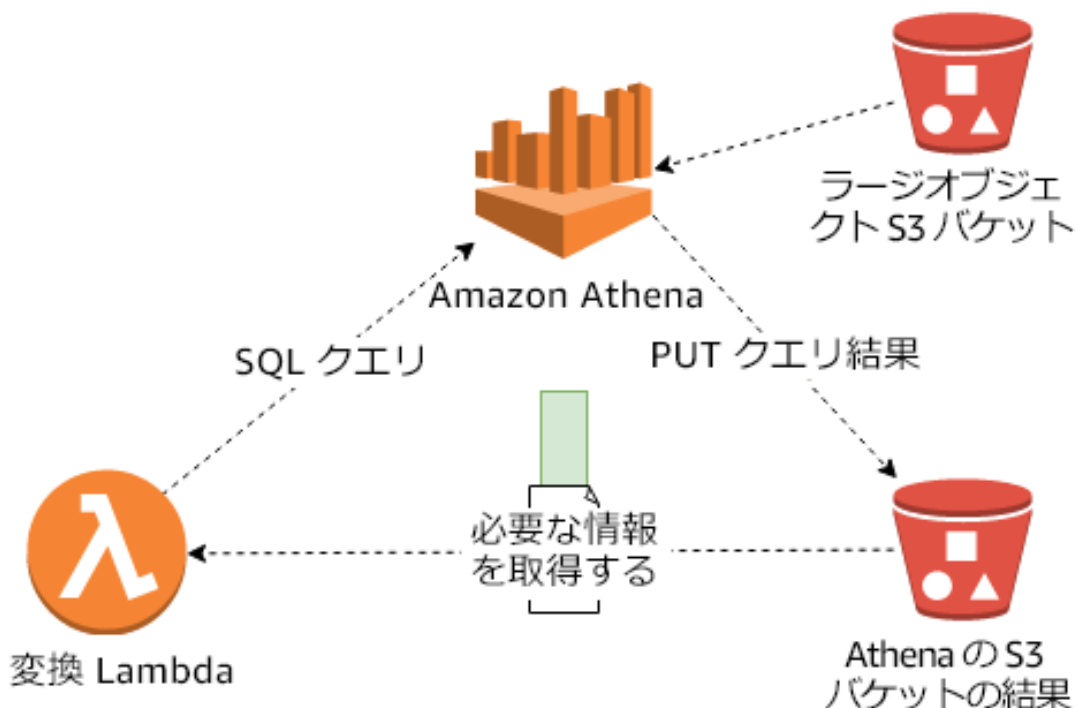 ラージオブジェ
クト S3 バケット
Amazon Athena
SQL クエリ
PUT クエリ結果
必要な情報
を取得する
変換 Lambda
Athena の S3
バケットの結果